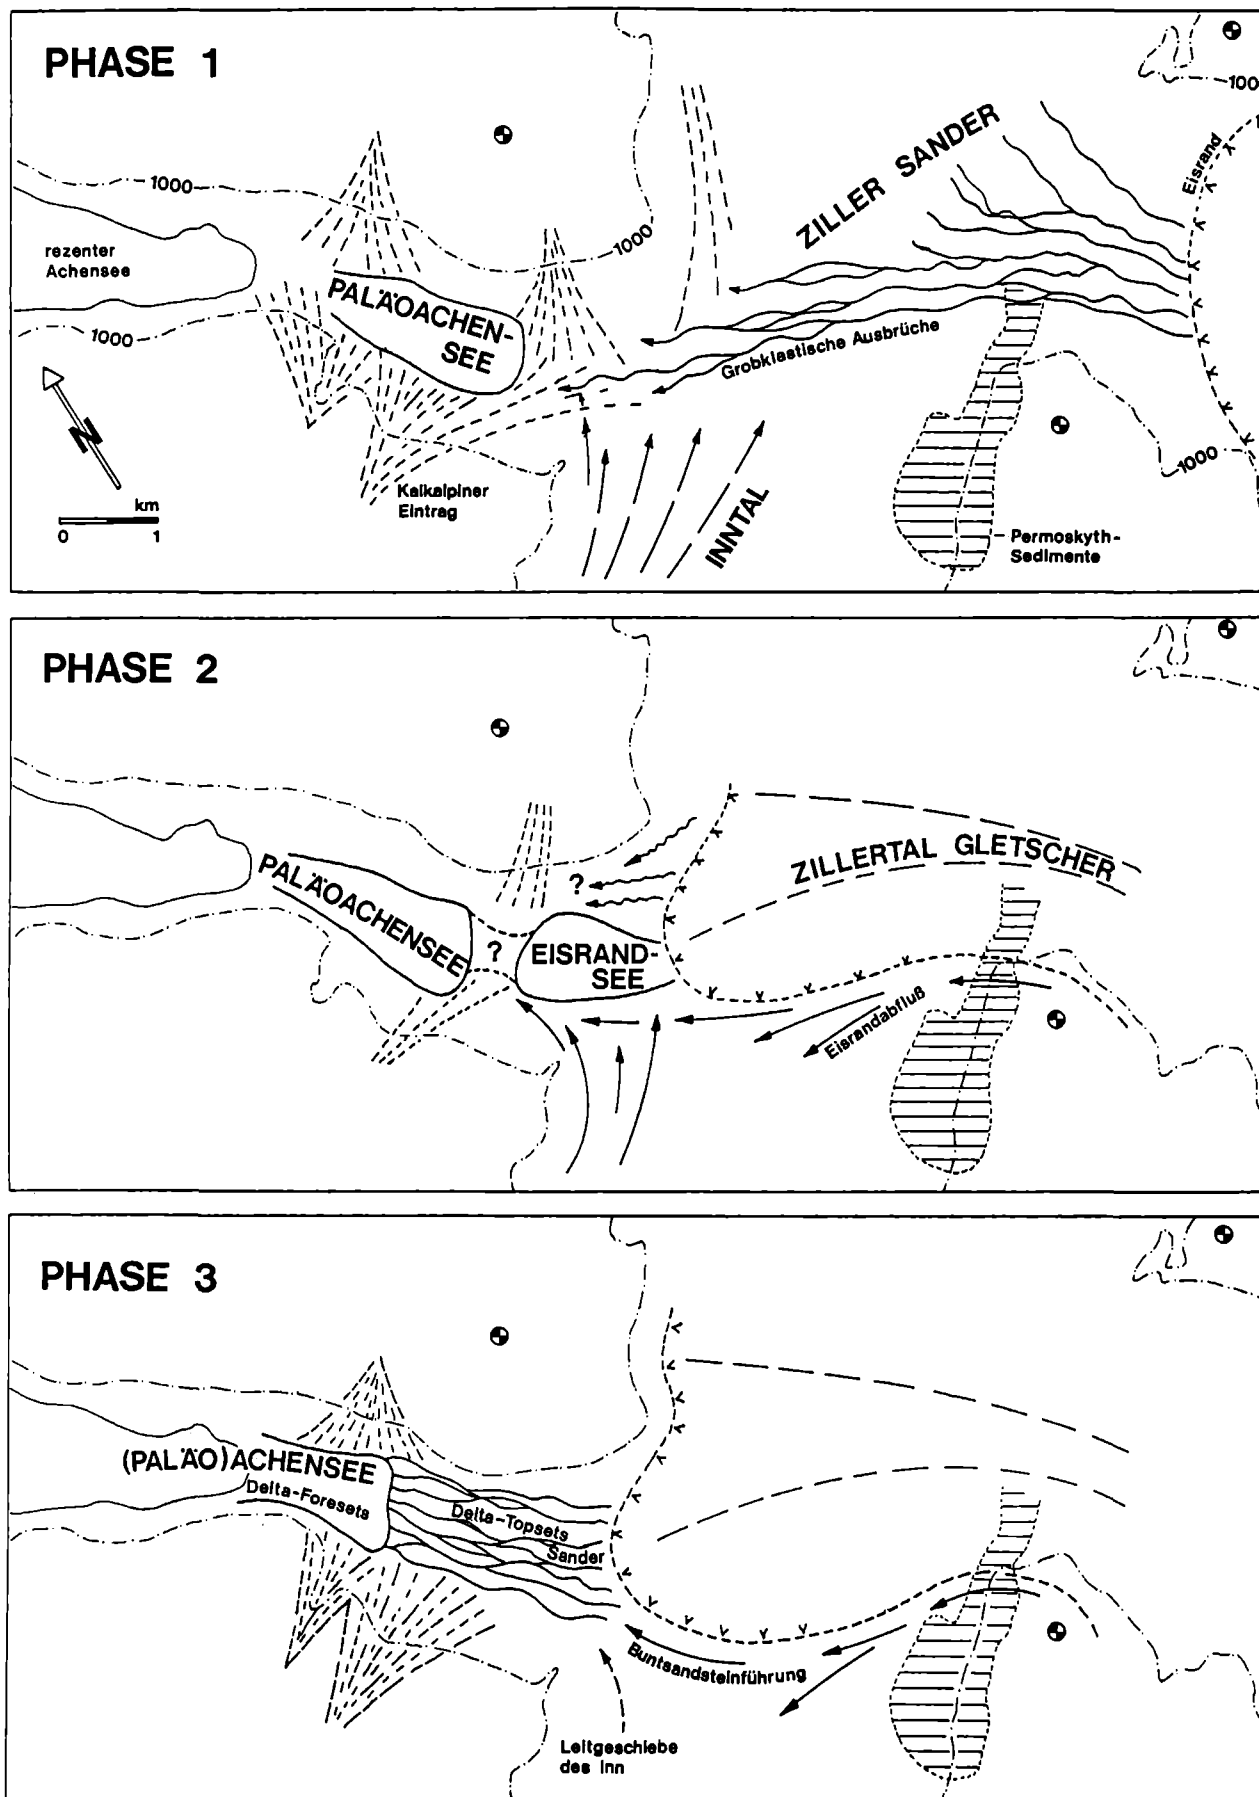 PHASE 1
1000
1000
100
Eisrand
ZILLER SANDER
rezenter
Achensee
PALÄOACHEN-
SEE
1000
Grobklastische Ausbrüche
N
Kalkalpiner
Eintrag
INNTAL
1000
Permoskyth-
Sedimente
km
0 1
PHASE 2
ZILLERTAL GLETSCHER
?
PALÄOACHENSEE
?
EISRAND-
SEE
Eisrandabfluß
PHASE 3
(PALÄO)ACHENSEE
Delta-Foresets
Delta-Topsets
Sander
Buntsandsteinführung
Leitgeschiebe
des Inn